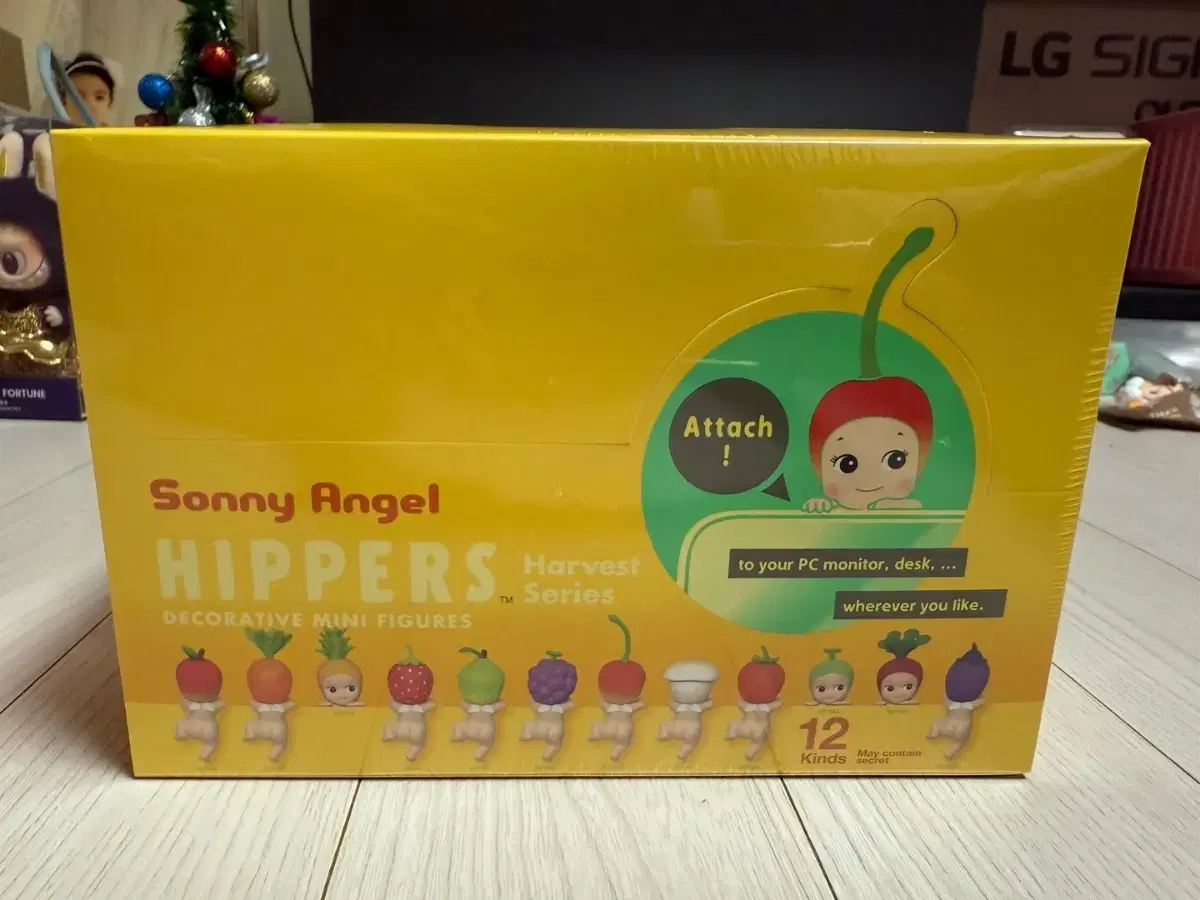 LG SIG
FORTUNE
Attach
!
Sonny Angel
HIPPERS™
Harvest
Series
DECORATIVE MINI FIGURES
to your PC monitor, desk, ...
wherever you like.
12
Kinds
May contain
secret